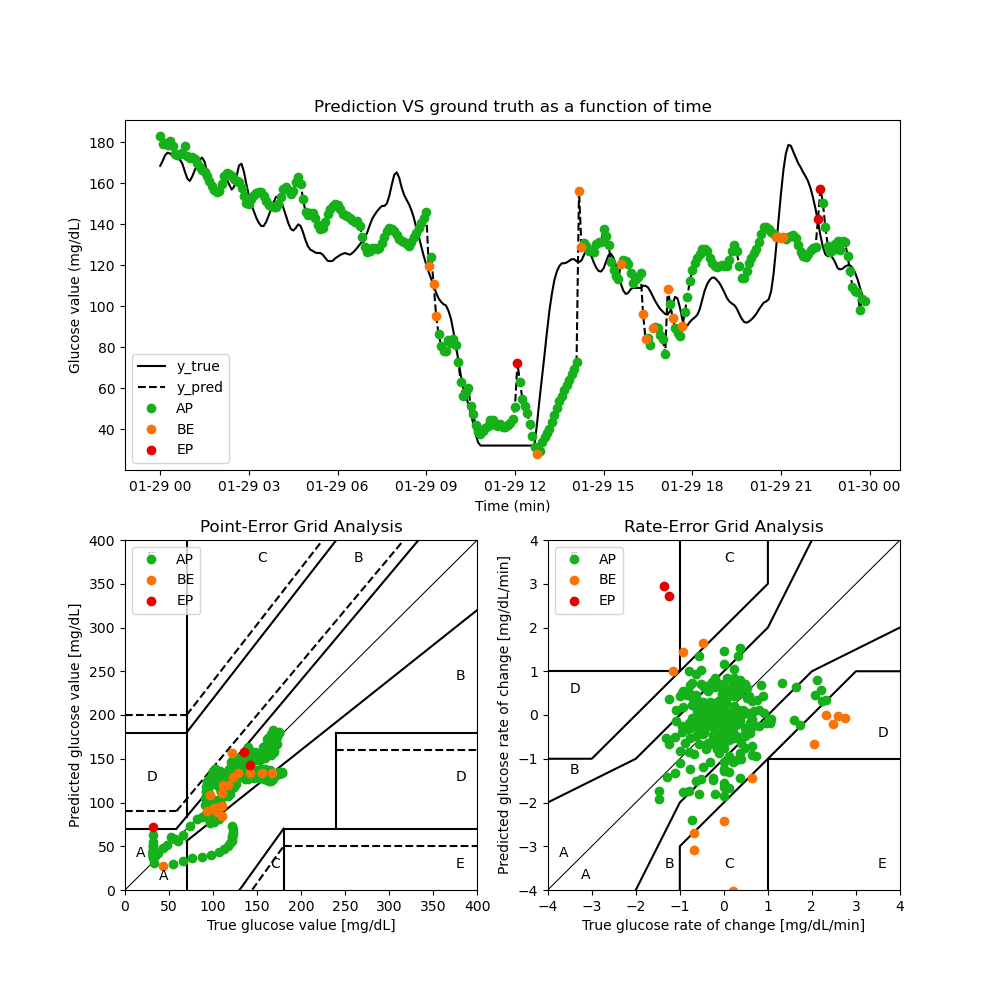 Prediction VS ground truth as a function of time
Glucose value (mg/dL)
180
160
140
120
100
80
60
40
y_true
y_pred
AP
BE
EP
01-29 00 01-29 03 01-29 06 01-29 09 01-29 12 01-29 15 01-29 18 01-29 21 01-30 00
Time (min)
Point-Error Grid Analysis
Predicted glucose value [mg/dL]
400
350
300
250
200
150
100
50
0
AP
BE
EP
C
B
B
D
D
A
A
C
E
0 50 100 150 200 250 300 350 400
True glucose value [mg/dL]
Rate-Error Grid Analysis
Predicted glucose rate of change [mg/dL/min]
4
3
2
1
0
−1
−2
−3
−4
AP
BE
EP
C
D
D
B
A
A
B
C
E
−4 −3 −2 −1 0 1 2 3 4
True glucose rate of change [mg/dL/min]